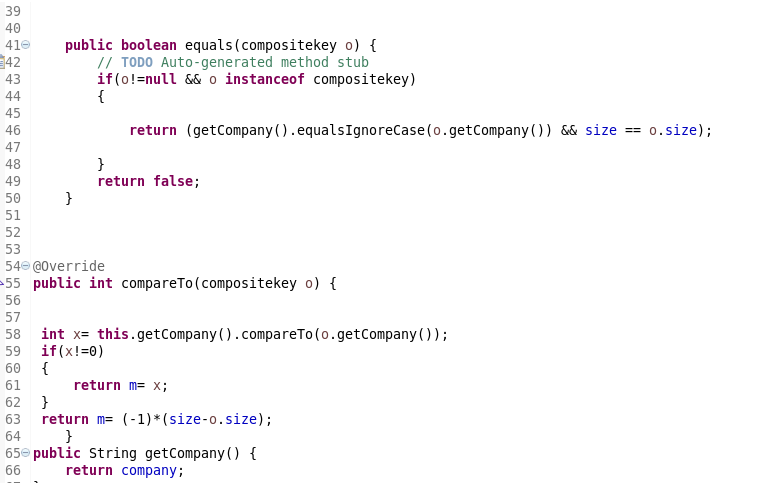 39
40
41 public boolean equals(compositekey o) {
42 // TODO Auto-generated method stub
43 if(o!=null && o instanceof compositekey)
44 {
45
46 return (getCompany().equalsIgnoreCase(o.getCompany()) && size == o.size);
47
48 }
49 return false;
50 }
51
52
53
54 @Override
55 public int compareTo(compositekey o) {
56
57
58 int x= this.getCompany().compareTo(o.getCompany());
59 if(x!=0)
60 {
61 return m= x;
62 }
63 return m= (-1)*(size-o.size);
64 }
65 public String getCompany() {
66 return company;